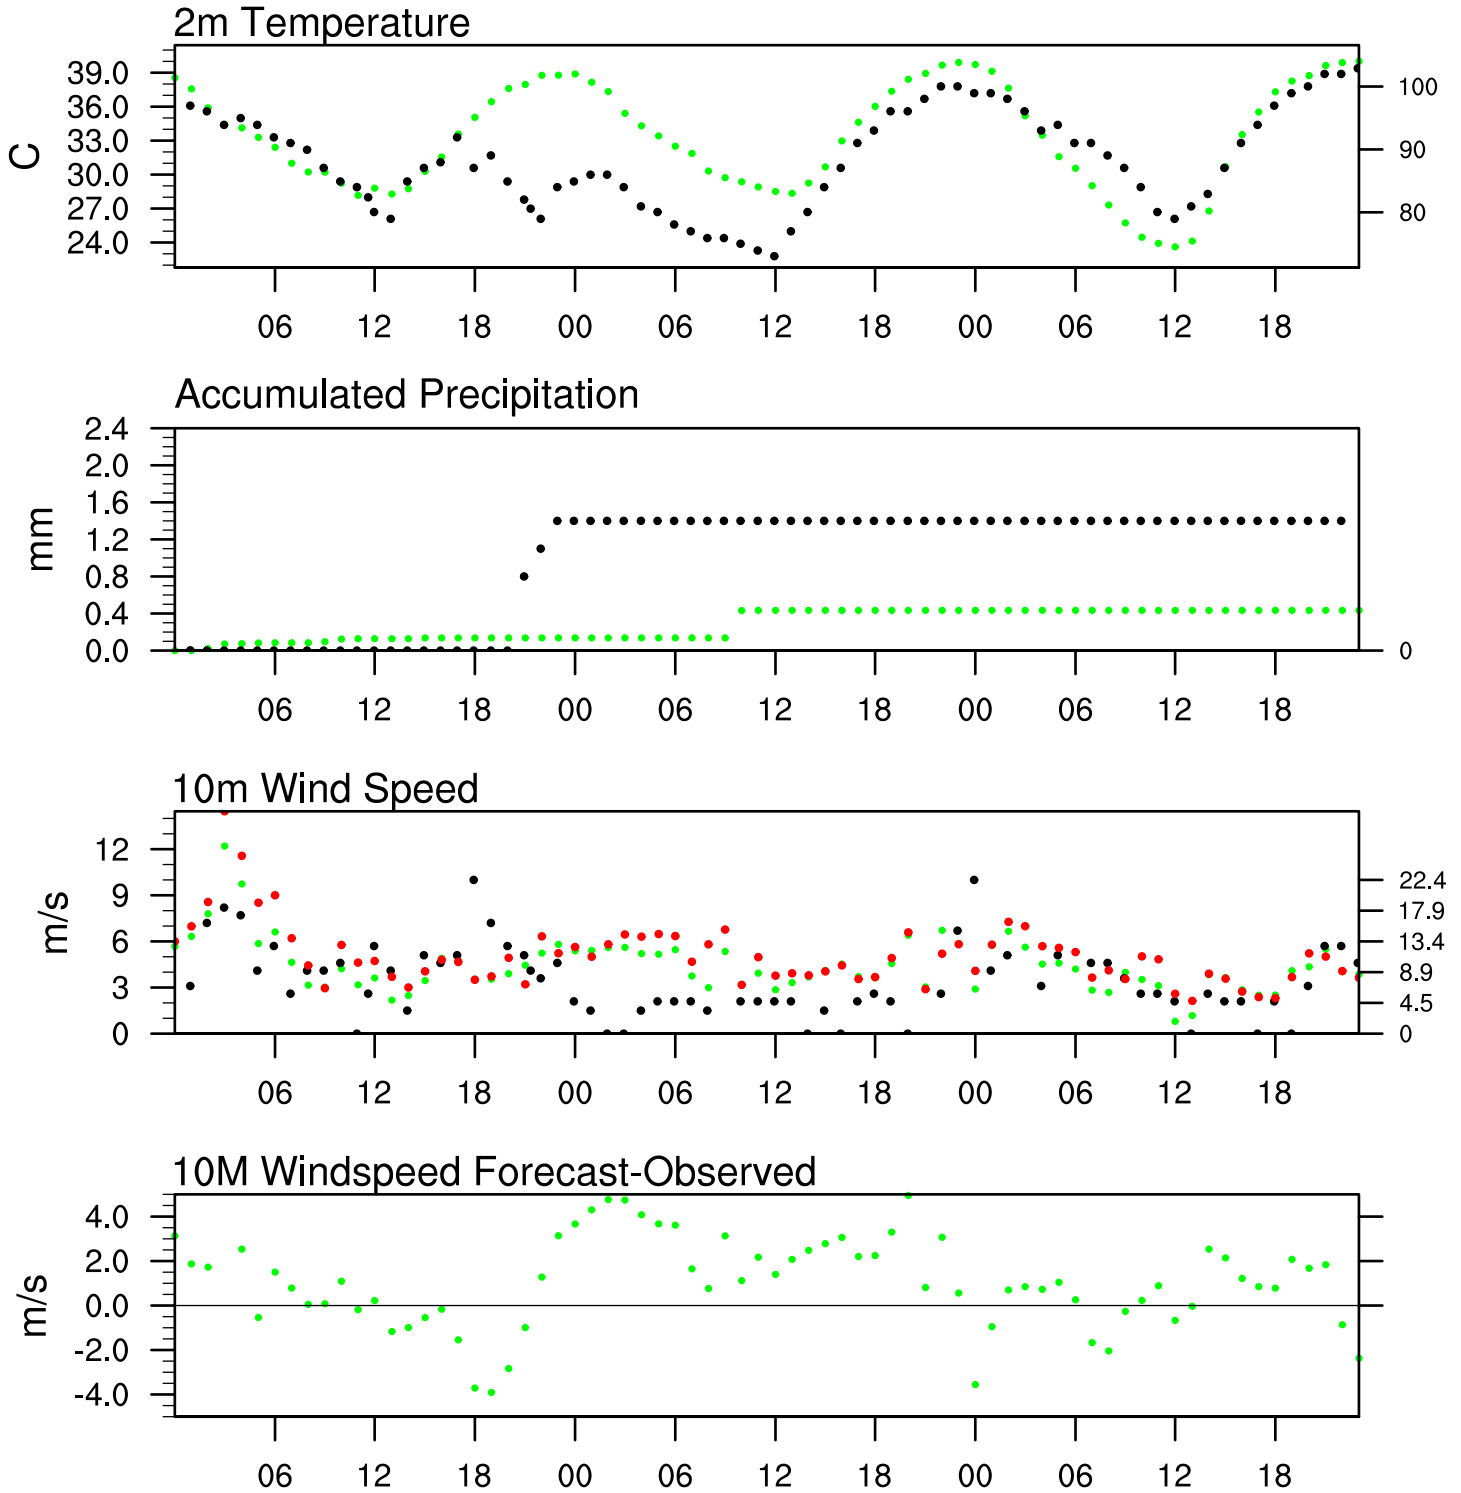 2m Temperature
39.0
36.0
33.0
30.0
27.0
24.0
C
100
90
80
06 12 18 00 06 12 18 00 06 12 18
Accumulated Precipitation
2.4
2.0
1.6
1.2
0.8
0.4
0.0
mm
0
06 12 18 00 06 12 18 00 06 12 18
10m Wind Speed
12
9
6
3
0
m/s
22.4
17.9
13.4
8.9
4.5
0
06 12 18 00 06 12 18 00 06 12 18
10M Windspeed Forecast-Observed
4.0
2.0
0.0
-2.0
-4.0
m/s
06 12 18 00 06 12 18 00 06 12 18